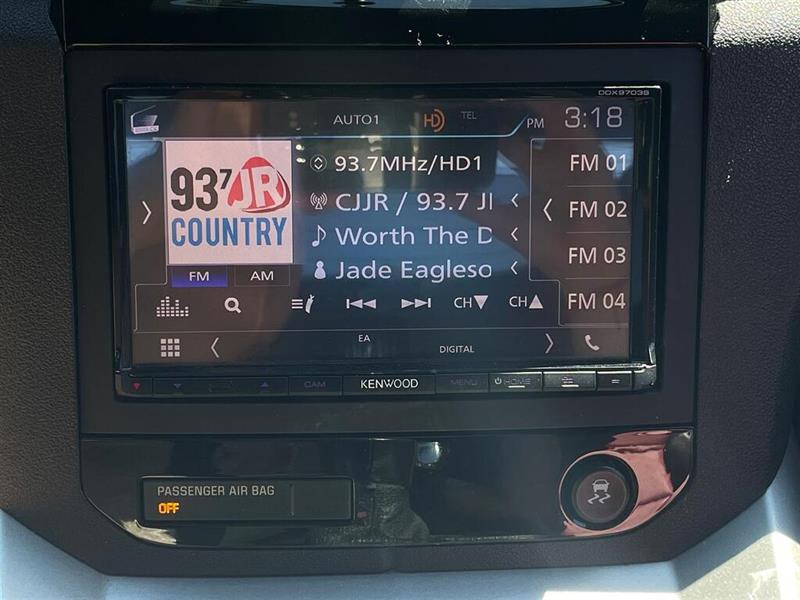 DDX9703S
AUTO1
HD
TEL
PM 3:18
93.7 JR
COUNTRY
93.7MHz/HD1
CJJR / 93.7 JI
Worth The D
Jade Eagleso
FM AM
FM 01
FM 02
FM 03
FM 04
CH▼ CH▲
EA
DIGITAL
CAM KENWOOD MENU HOME
PASSENGER AIR BAG
OFF